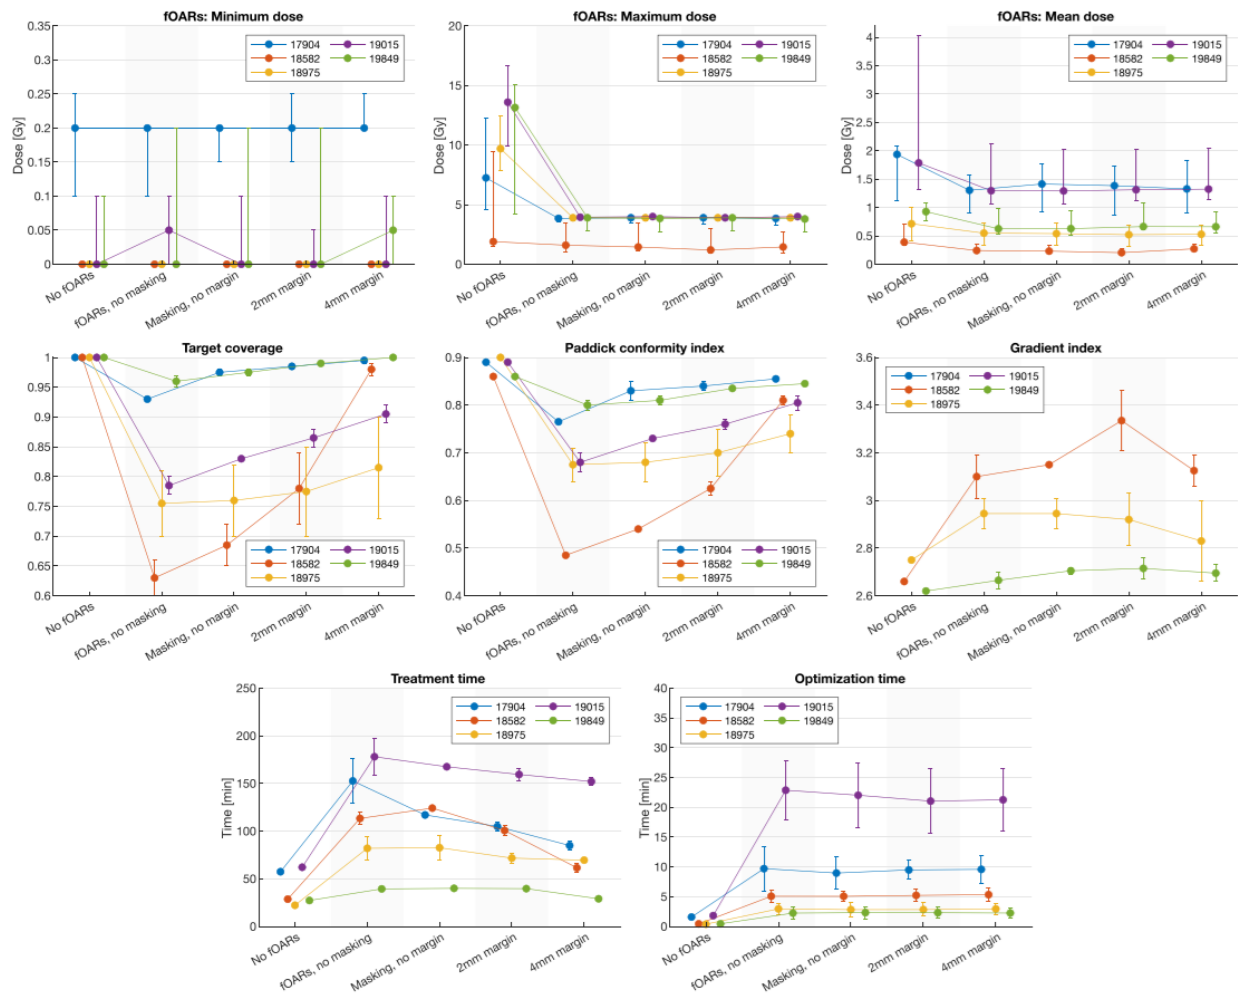 fOARs: Minimum dose
Dose [Gy]
0.35
0.3
0.25
0.2
0.15
0.1
0.05
0
17904
18582
18975
19015
19849
No fOARs
fOARs, no masking
Masking, no margin
2mm margin
4mm margin
fOARs: Maximum dose
Dose [Gy]
20
15
10
5
0
17904
18582
18975
19015
19849
No fOARs
fOARs, no masking
Masking, no margin
2mm margin
4mm margin
fOARs: Mean dose
Dose [Gy]
4
3.5
3
2.5
2
1.5
1
0.5
0
17904
18582
18975
19015
19849
No fOARs
fOARs, no masking
Masking, no margin
2mm margin
4mm margin
Target coverage
1
0.95
0.9
0.85
0.8
0.75
0.7
0.65
0.6
17904
18582
18975
19015
19849
No fOARs
fOARs, no masking
Masking, no margin
2mm margin
4mm margin
Paddick conformity index
0.9
0.8
0.7
0.6
0.5
0.4
17904
18582
18975
19015
19849
No fOARs
fOARs, no masking
Masking, no margin
2mm margin
4mm margin
Gradient index
3.6
3.4
3.2
3
2.8
2.6
17904
18582
18975
19015
19849
No fOARs
fOARs, no masking
Masking, no margin
2mm margin
4mm margin
Treatment time
Time [min]
250
200
150
100
50
0
17904
18582
18975
19015
19849
No fOARs
fOARs, no masking
Masking, no margin
2mm margin
4mm margin
Optimization time
Time [min]
40
35
30
25
20
15
10
5
0
17904
18582
18975
19015
19849
No fOARs
fOARs, no masking
Masking, no margin
2mm margin
4mm margin